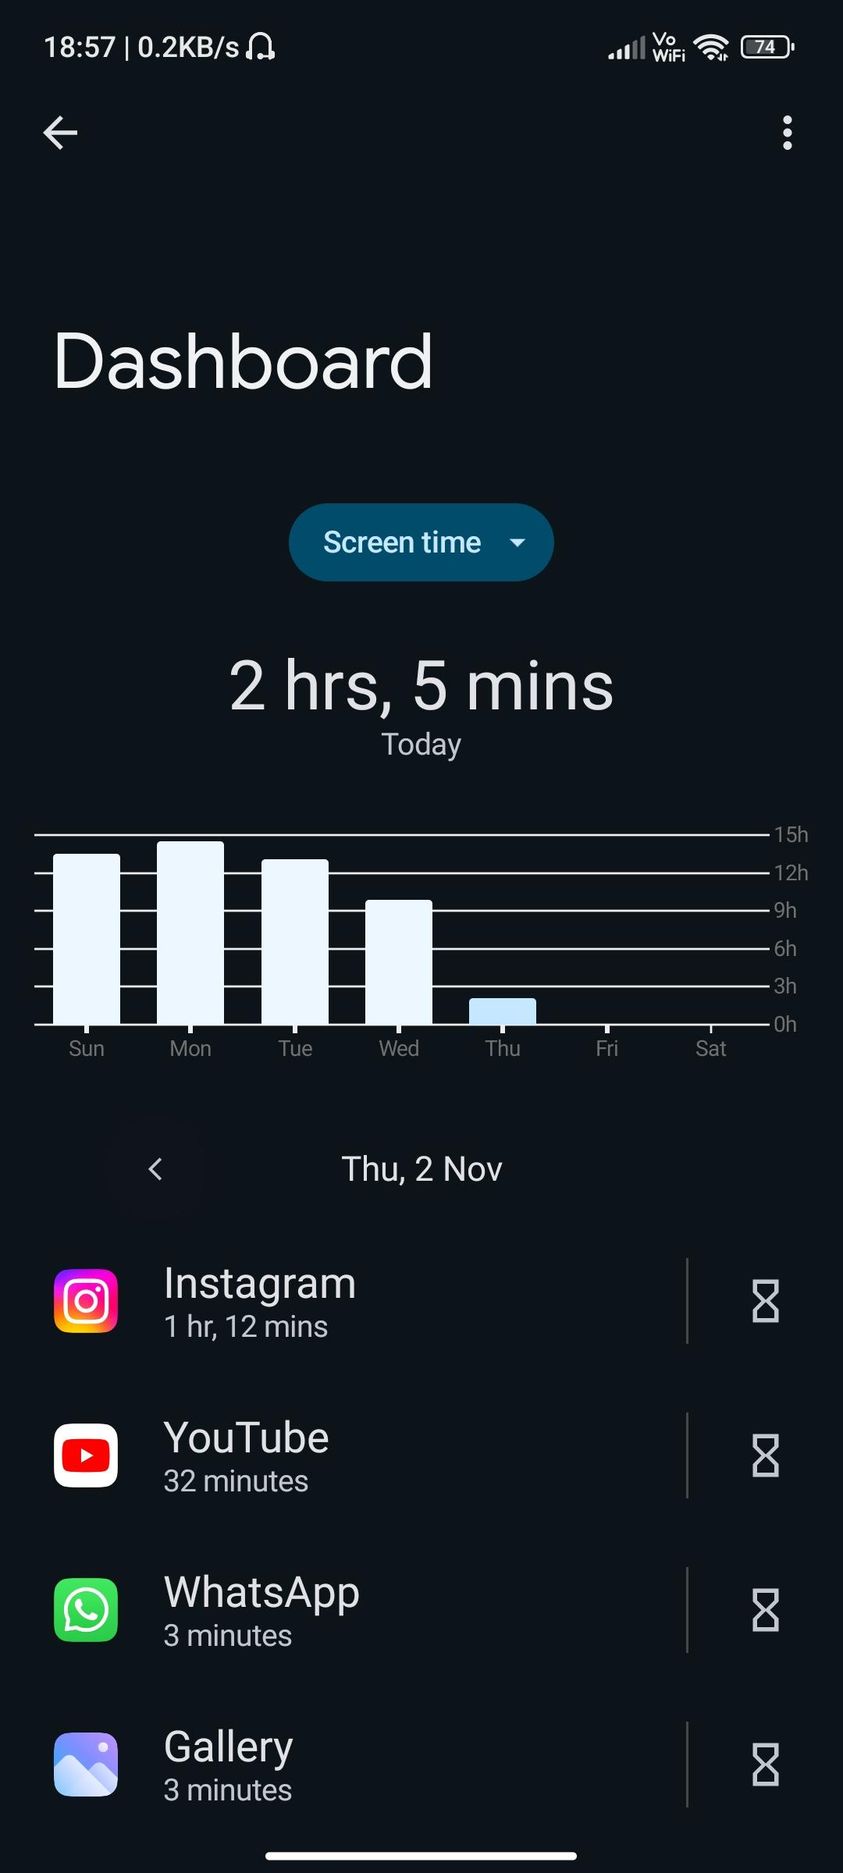 18:57 | 0.2KB/s
Vo
WiFi
74
Dashboard
Screen time
2 hrs, 5 mins
Today
15h
12h
9h
6h
3h
0h
Sun Mon Tue Wed Thu Fri Sat
Thu, 2 Nov
Instagram
1 hr, 12 mins
YouTube
32 minutes
WhatsApp
3 minutes
Gallery
3 minutes